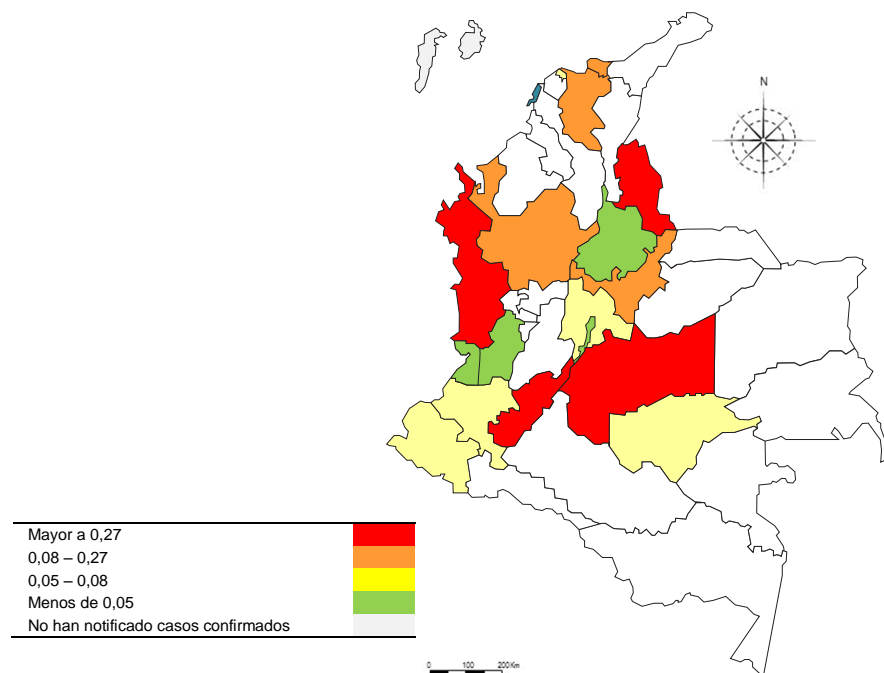 N
Mayor a 0,27
0,08 – 0,27
0,05 – 0,08
Menos de 0,05
No han notificado casos confirmados
0 100 200 Km